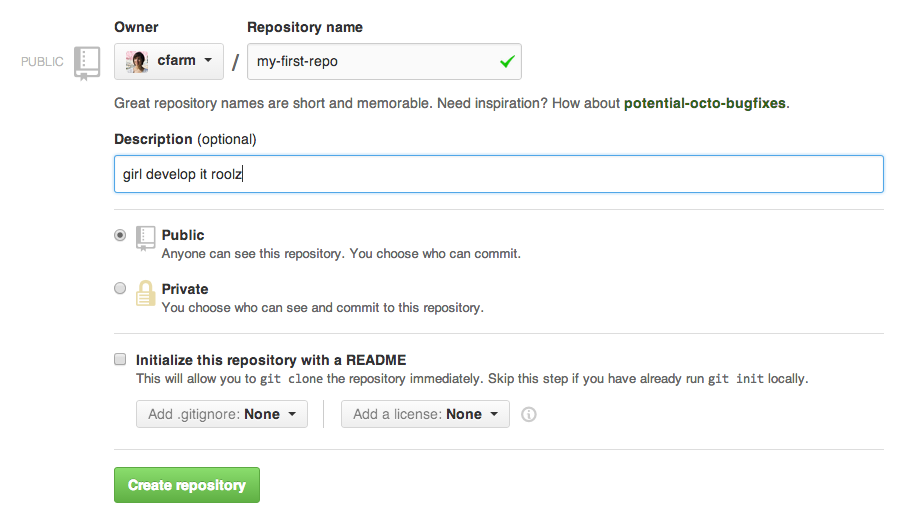 Owner Repository name
PUBLIC cfarm / my-first-repo
Great repository names are short and memorable. Need inspiration? How about potential-octo-bugfixes.
Description (optional)
girl develop it roolz
Public
Anyone can see this repository. You choose who can commit.
Private
You choose who can see and commit to this repository.
Initialize this repository with a README
This will allow you to git clone the repository immediately. Skip this step if you have already run git init locally.
Add .gitignore: None Add a license: None
Create repository